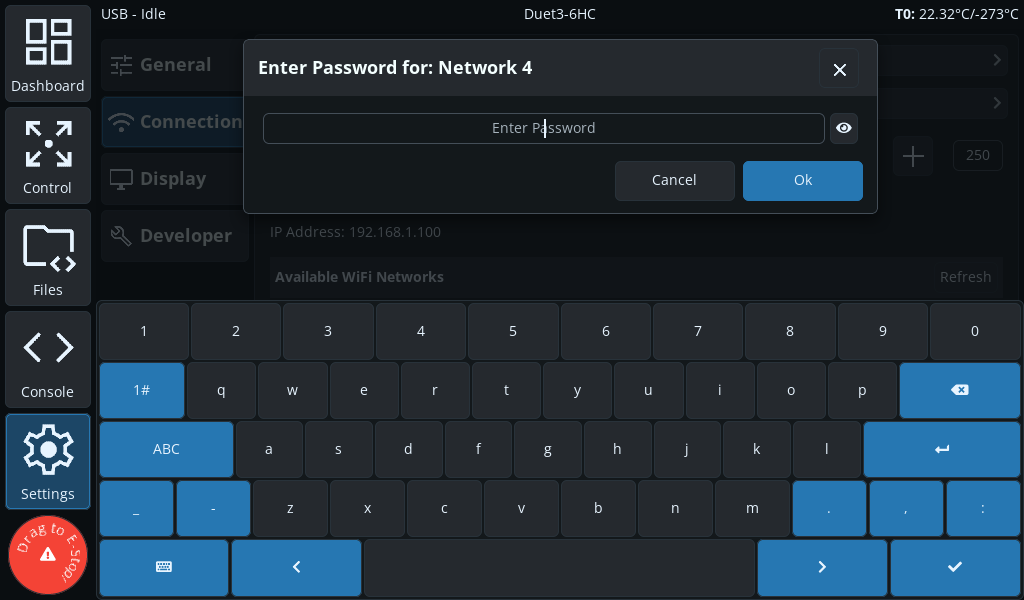 USB - Idle
Duet3-6HC
T0: 22.32°C/-273°C
Dashboard
Control
Files
Console
Settings
Drag to E-Stop!
General
Connection
Display
Developer
Enter Password for: Network 4
Enter Password
Cancel
Ok
250
IP Address: 192.168.1.100
Available WiFi Networks
Refresh
1 2 3 4 5 6 7 8 9 0
1# q w e r t y u i o p
ABC a s d f g h j k l
_ - z x c v b n m . , :